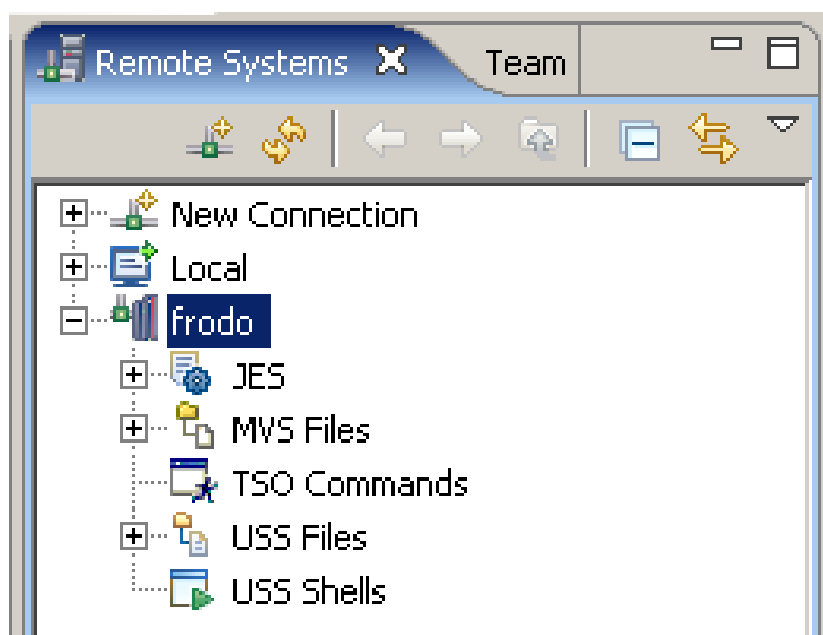 Remote Systems
Team
New Connection
Local
frodo
JES
MVS Files
TSO Commands
USS Files
USS Shells